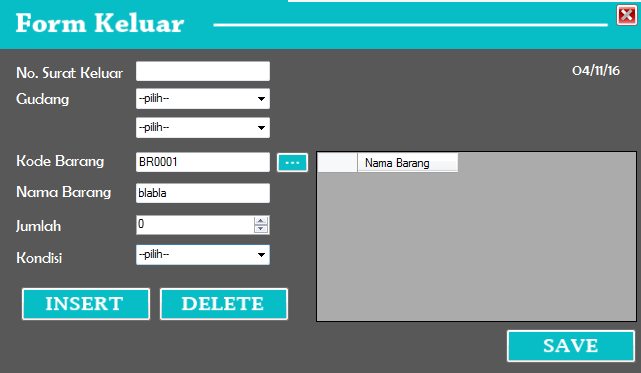 Form Keluar
No. Surat Keluar
04/11/16
Gudang
--pilih--
--pilih--
Kode Barang
BR0001
...
Nama Barang
Nama Barang
blabla
Jumlah
0
Kondisi
--pilih--
INSERT
DELETE
SAVE